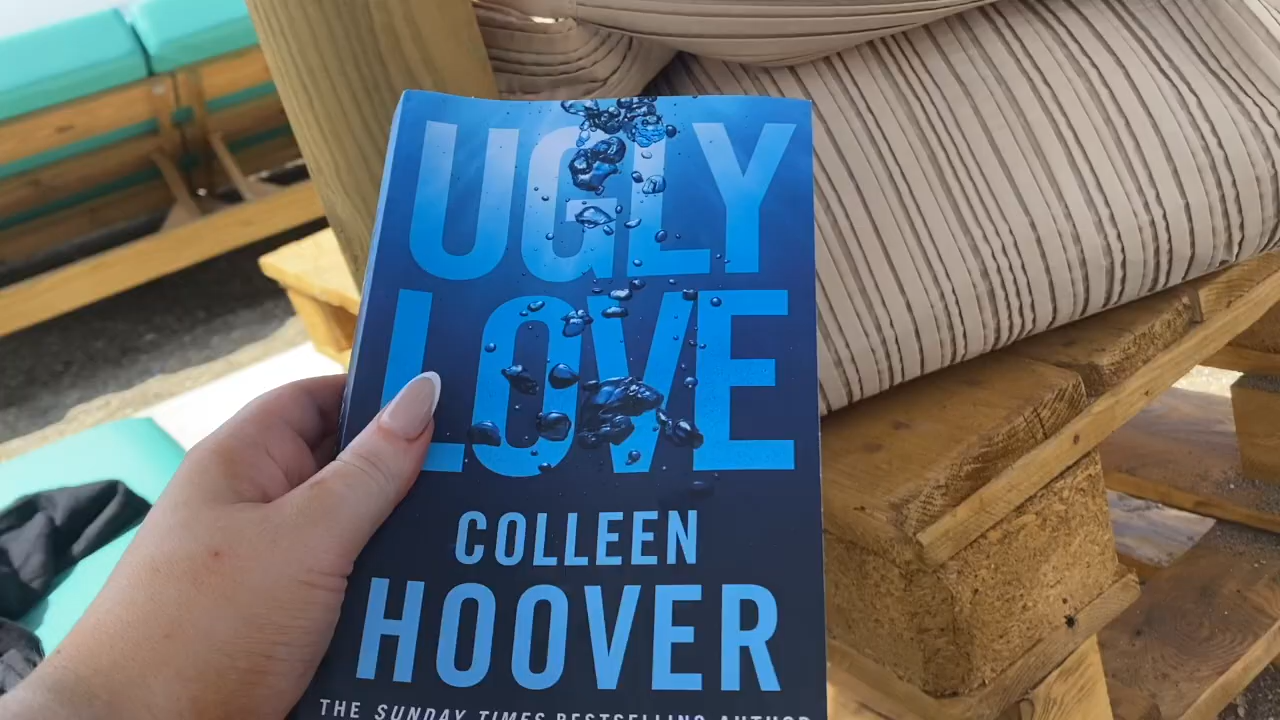 UGLY
LOVE
COLLEEN
HOOVER
THE SUNDAY TIMES BESTSELLING AUTHOR